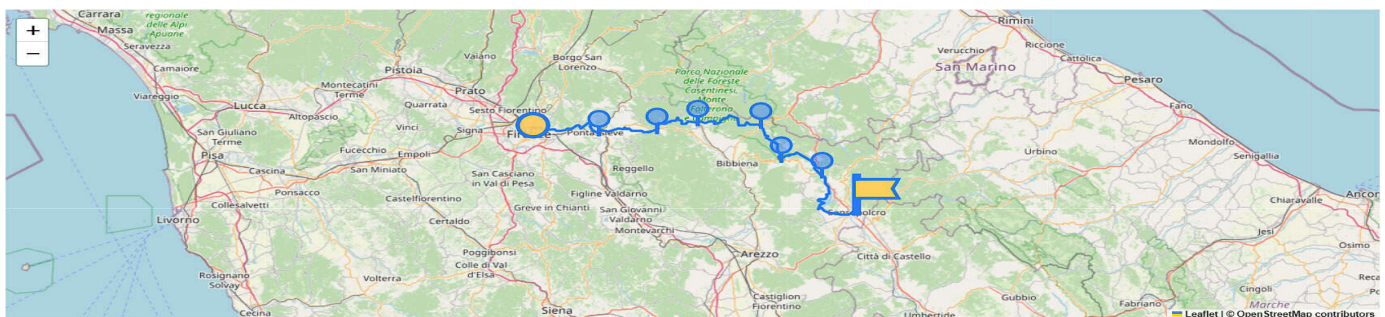 Carrara
regionale
delle Alpi
Apuane
Massa
Seravezza
Camaiore
Viareggio
Lucca
Montecatini
Terme
Altopascio
Pistoia
Quarrata
Vaiano
Prato
Borgo San
Lorenzo
Sesto Fiorentino
Vinci
Signa
San Giuliano
Terme
Pisa
Cascina
Fucecchio
Empoli
San Miniato
San Casciano
in Val di Pesa
Reggello
Ponsacco
Collesalvetti
Castelfiorentino
Greve in Chianti
Figline Valdarno
San Giovanni
Valdarno
Montevarchi
Livorno
Certaldo
Poggibonsi
Colle di Val
d'Elsa
Rosignano
Solvay
Volterra
Cecina
Siena
Parco Nazionale
delle Foreste
Casentinesi,
Monte
Falterona
Bibbiena
Arezzo
Castiglion
Fiorentino
Città di Castello
Umbertide
Gubbio
Rimini
Verucchio
Riccione
San Marino
Cattolica
Pesaro
Fano
Urbino
Mondolfo
Senigallia
Chiaravalle
Jesi
Osimo
Cingoli
Fabriano
Marche
+
−
Leaflet | © OpenStreetMap contributors